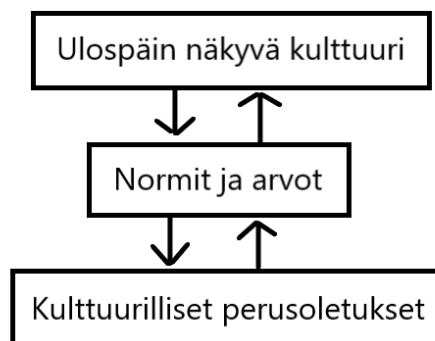 Ulospäin näkyvä kulttuuri
Normit ja arvot
Kulttuurilliset perusoletukset